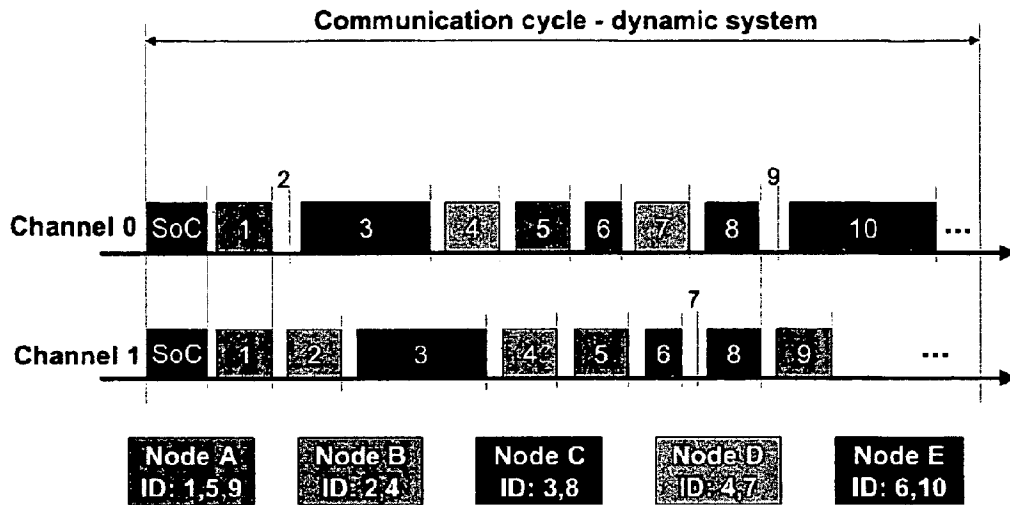 Communication cycle - dynamic system
2 9
Channel 0 SoC 1 3 4 5 6 7 8 10 ...
7
Channel 1 SoC 1 2 3 4 5 6 8 9 ...
Node A Node B Node C Node D Node E
ID: 1,5,9 ID: 2,4 ID: 3,8 ID: 4,7 ID: 6,10